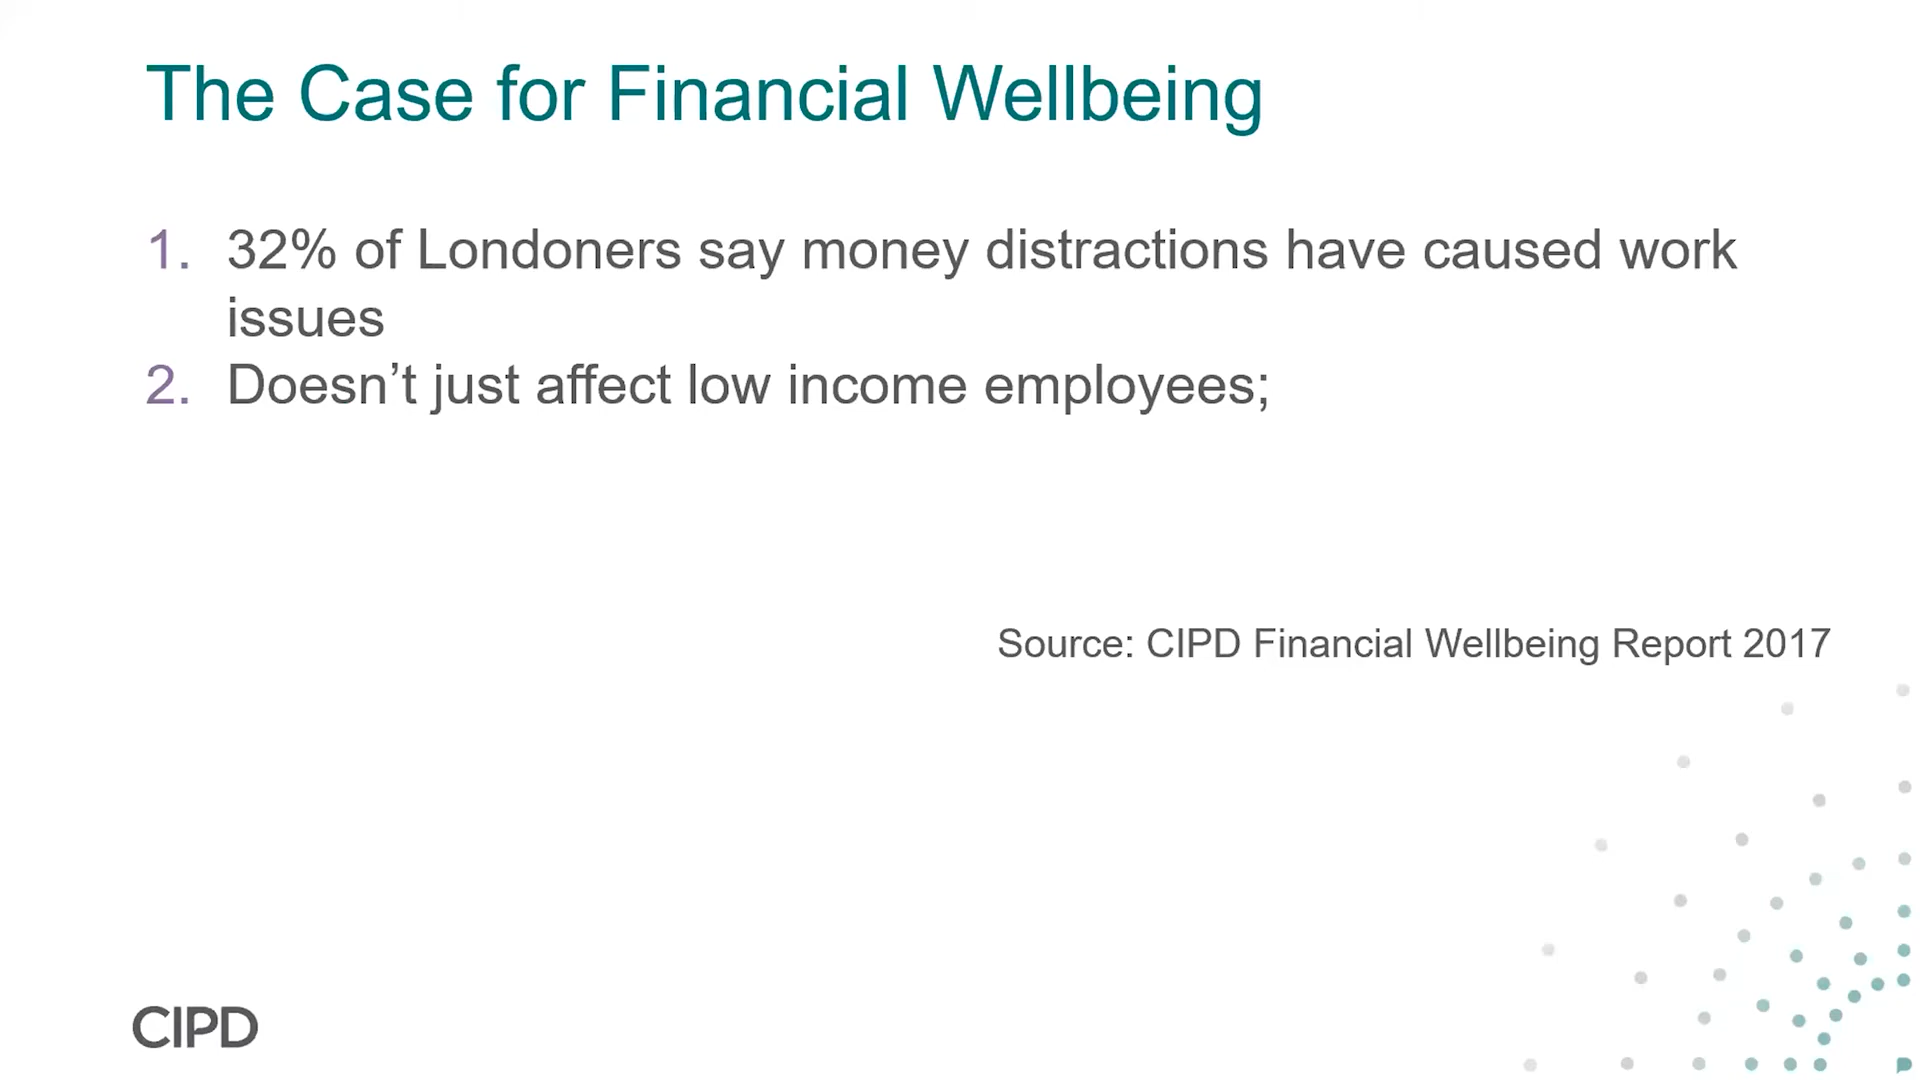 The Case for Financial Wellbeing
1. 32% of Londoners say money distractions have caused work
issues
2. Doesn’t just affect low income employees;
Source: CIPD Financial Wellbeing Report 2017
CIPD